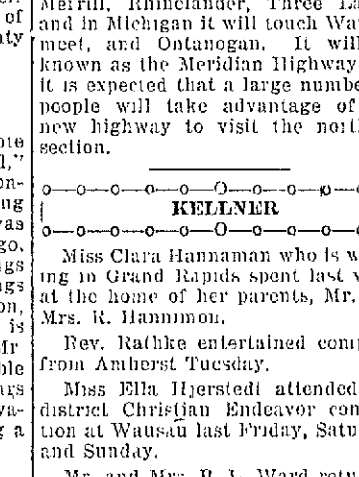 of
nty
ote
l,"
on-
ng
vas
go.
ngs
ngs
on,
is
Mr
ble
ars
va-
g a
Merrill, Rhinelander, Three La
and in Michigan it will touch Wat
meet, and Ontanogan. It will
known as the Meridian Highway
it is expected that a large numbe
people will take advantage of
new highway to visit the nort
section.
o—o—o—o—O—o—o—o—o
KELLNER
o—o—o—o—O—o—o—o—o
Miss Clara Hannaman who is w
ing in Grand Rapids spent last w
at the home of her parents, Mr.
Mrs. R. Hannimon.
Rev. Rathke entertained comp
from Amherst Tuesday.
Miss Ella Hjerstedt attended
district Christian Endeavor con
tion at Wausau last Friday, Satu
and Sunday.
Mr. and Mrs. B. L. Ward retu